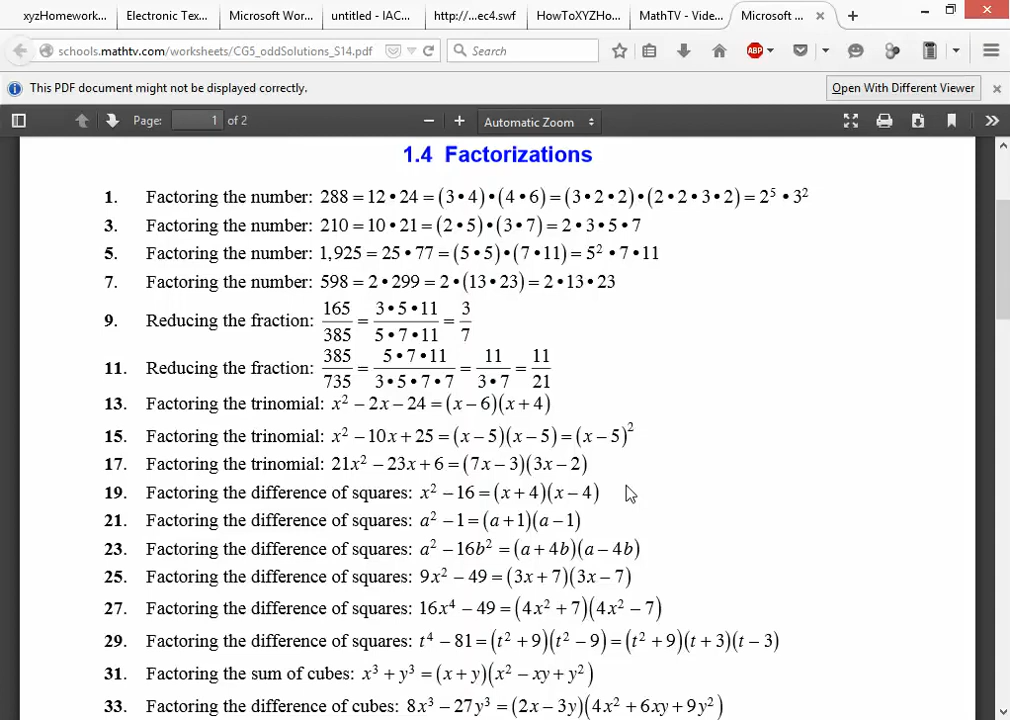 xyzHomework... Electronic Tex... Microsoft Wor... untitled - IAC... http://...ec4.swf HowToXYZHo... MathTV - Vide... Microsoft ... × +
schools.mathtv.com/worksheets/CG5_oddSolutions_S14.pdf Search ABP
This PDF document might not be displayed correctly. Open With Different Viewer ×
Page: 1 of 2 − + Automatic Zoom
1.4 Factorizations
1. Factoring the number: 288 = 12 • 24 = (3 • 4) • (4 • 6) = (3 • 2 • 2) • (2 • 2 • 3 • 2) = 2⁵ • 3²
3. Factoring the number: 210 = 10 • 21 = (2 • 5) • (3 • 7) = 2 • 3 • 5 • 7
5. Factoring the number: 1,925 = 25 • 77 = (5 • 5) • (7 • 11) = 5² • 7 • 11
7. Factoring the number: 598 = 2 • 299 = 2 • (13 • 23) = 2 • 13 • 23
9. Reducing the fraction: 165/385 = 3 • 5 • 11/5 • 7 • 11 = 3/7
11. Reducing the fraction: 385/735 = 5 • 7 • 11/3 • 5 • 7 • 7 = 11/3 • 7 = 11/21
13. Factoring the trinomial: x² − 2x − 24 = (x − 6)(x + 4)
15. Factoring the trinomial: x² − 10x + 25 = (x − 5)(x − 5) = (x − 5)²
17. Factoring the trinomial: 21x² − 23x + 6 = (7x − 3)(3x − 2)
19. Factoring the difference of squares: x² − 16 = (x + 4)(x − 4)
21. Factoring the difference of squares: a² − 1 = (a + 1)(a − 1)
23. Factoring the difference of squares: a² − 16b² = (a + 4b)(a − 4b)
25. Factoring the difference of squares: 9x² − 49 = (3x + 7)(3x − 7)
27. Factoring the difference of squares: 16x⁴ − 49 = (4x² + 7)(4x² − 7)
29. Factoring the difference of squares: t⁴ − 81 = (t² + 9)(t² − 9) = (t² + 9)(t + 3)(t − 3)
31. Factoring the sum of cubes: x³ + y³ = (x + y)(x² − xy + y²)
33. Factoring the difference of cubes: 8x³ − 27y³ = (2x − 3y)(4x² + 6xy + 9y²)